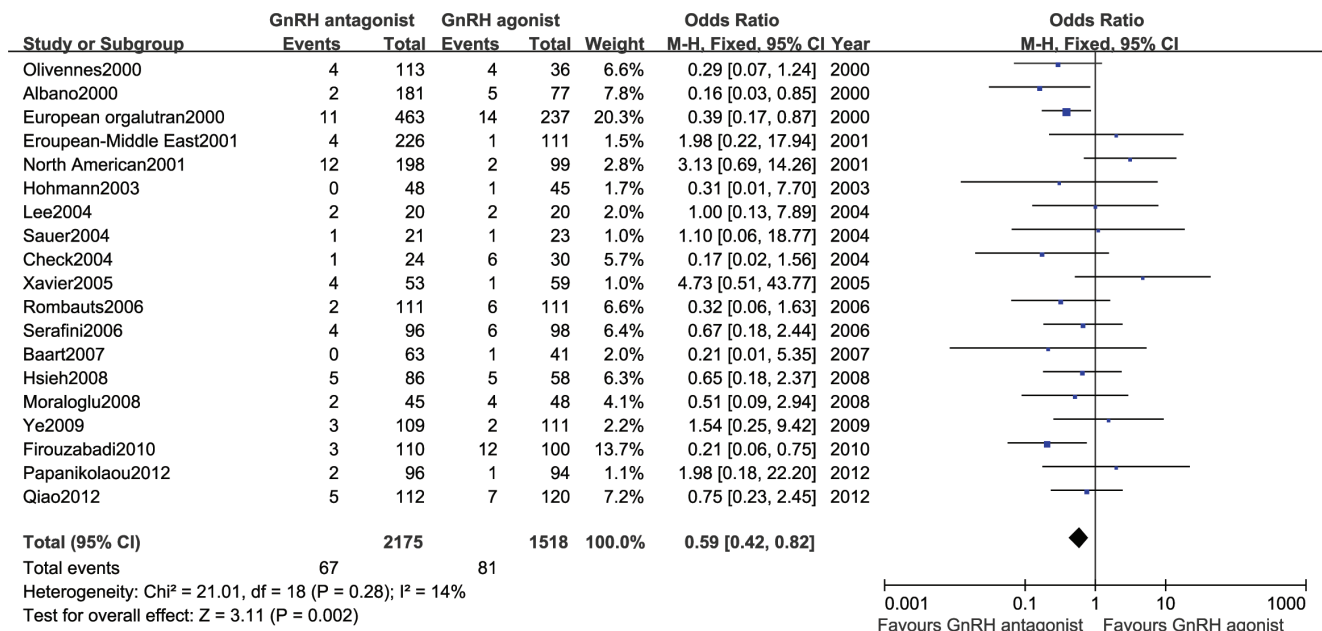 GnRH antagonist GnRH agonist Odds Ratio Odds Ratio
Study or Subgroup Events Total Events Total Weight M-H, Fixed, 95% CI Year M-H, Fixed, 95% CI
Olivennes2000 4 113 4 36 6.6% 0.29 [0.07, 1.24] 2000
Albano2000 2 181 5 77 7.8% 0.16 [0.03, 0.85] 2000
European orgalutran2000 11 463 14 237 20.3% 0.39 [0.17, 0.87] 2000
Eroupean-Middle East2001 4 226 1 111 1.5% 1.98 [0.22, 17.94] 2001
North American2001 12 198 2 99 2.8% 3.13 [0.69, 14.26] 2001
Hohmann2003 0 48 1 45 1.7% 0.31 [0.01, 7.70] 2003
Lee2004 2 20 2 20 2.0% 1.00 [0.13, 7.89] 2004
Sauer2004 1 21 1 23 1.0% 1.10 [0.06, 18.77] 2004
Check2004 1 24 6 30 5.7% 0.17 [0.02, 1.56] 2004
Xavier2005 4 53 1 59 1.0% 4.73 [0.51, 43.77] 2005
Rombauts2006 2 111 6 111 6.6% 0.32 [0.06, 1.63] 2006
Serafini2006 4 96 6 98 6.4% 0.67 [0.18, 2.44] 2006
Baart2007 0 63 1 41 2.0% 0.21 [0.01, 5.35] 2007
Hsieh2008 5 86 5 58 6.3% 0.65 [0.18, 2.37] 2008
Moraloglu2008 2 45 4 48 4.1% 0.51 [0.09, 2.94] 2008
Ye2009 3 109 2 111 2.2% 1.54 [0.25, 9.42] 2009
Firouzabadi2010 3 110 12 100 13.7% 0.21 [0.06, 0.75] 2010
Papanikolaou2012 2 96 1 94 1.1% 1.98 [0.18, 22.20] 2012
Qiao2012 5 112 7 120 7.2% 0.75 [0.23, 2.45] 2012
Total (95% CI) 2175 1518 100.0% 0.59 [0.42, 0.82]
Total events 67 81
Heterogeneity: Chi² = 21.01, df = 18 (P = 0.28); I² = 14%
Test for overall effect: Z = 3.11 (P = 0.002)
0.001 0.1 1 10 1000
Favours GnRH antagonist Favours GnRH agonist